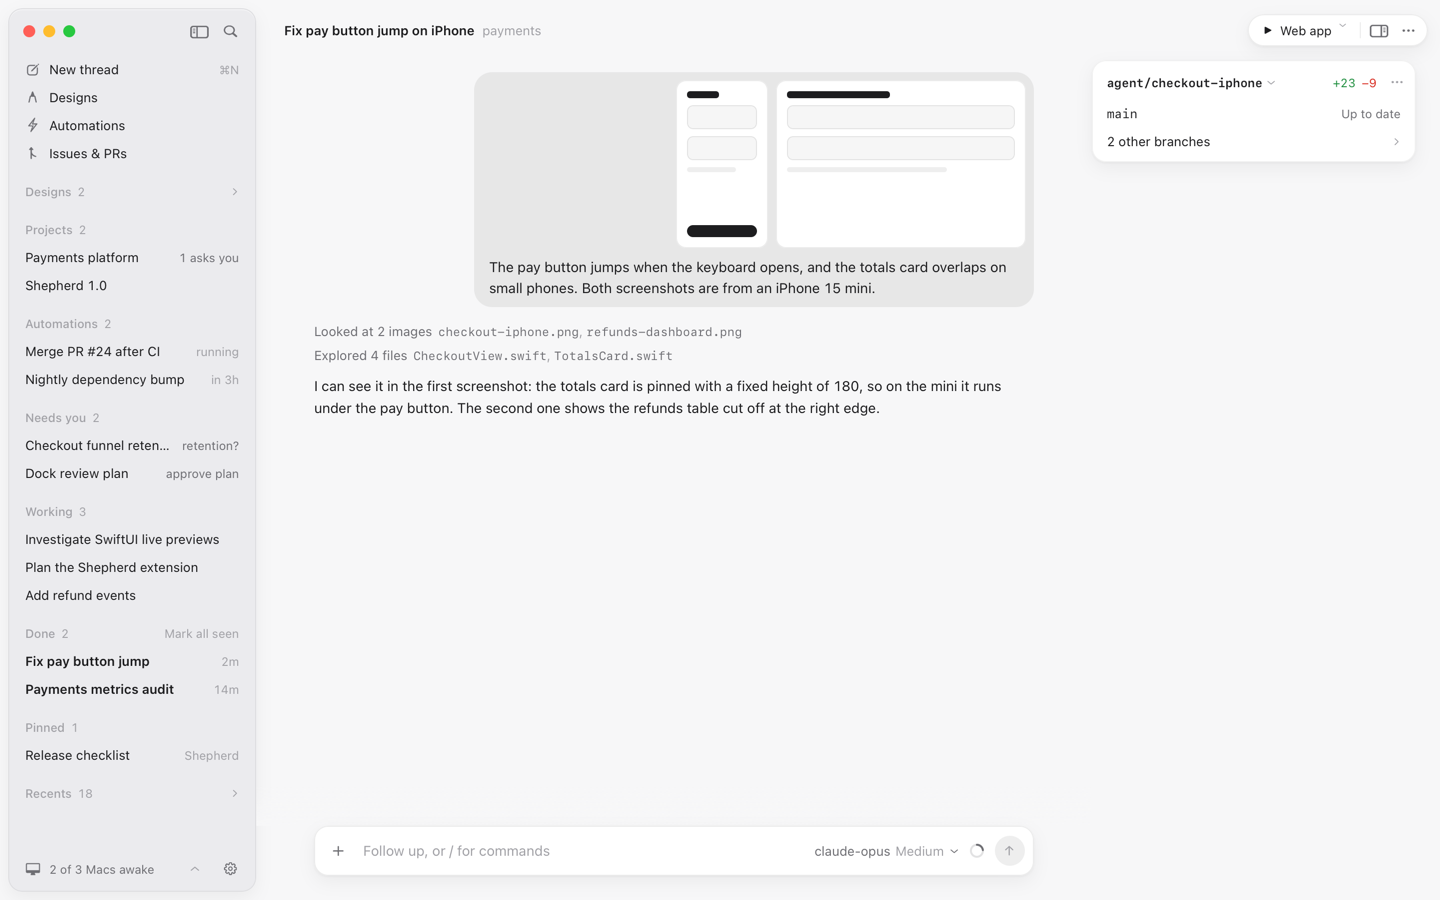 Fix pay button jump on iPhone payments
Web app
New thread ⌘N
Designs
Automations
Issues & PRs
Designs 2
Projects 2
Payments platform 1 asks you
Shepherd 1.0
Automations 2
Merge PR #24 after CI running
Nightly dependency bump in 3h
Needs you 2
Checkout funnel reten... retention?
Dock review plan approve plan
Working 3
Investigate SwiftUI live previews
Plan the Shepherd extension
Add refund events
Done 2 Mark all seen
Fix pay button jump 2m
Payments metrics audit 14m
Pinned 1
Release checklist Shepherd
Recents 18
2 of 3 Macs awake
The pay button jumps when the keyboard opens, and the totals card overlaps on
small phones. Both screenshots are from an iPhone 15 mini.
Looked at 2 images checkout-iphone.png, refunds-dashboard.png
Explored 4 files CheckoutView.swift, TotalsCard.swift
I can see it in the first screenshot: the totals card is pinned with a fixed height of 180, so on the mini it runs
under the pay button. The second one shows the refunds table cut off at the right edge.
Follow up, or / for commands claude-opus Medium
agent/checkout-iphone +23 −9
main Up to date
2 other branches